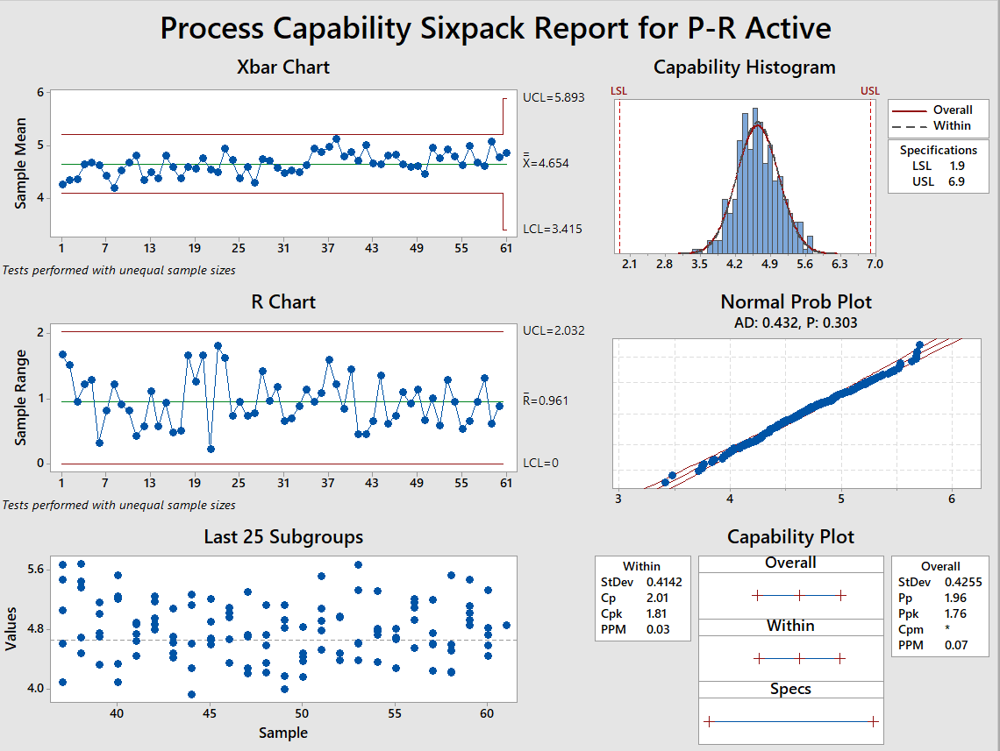 Process Capability Sixpack Report for P-R Active
Xbar Chart
Sample Mean
6
5
4
UCL=5.893
X=4.654
LCL=3.415
1 7 13 19 25 31 37 43 49 55 61
Tests performed with unequal sample sizes
Capability Histogram
LSL USL
2.1 2.8 3.5 4.2 4.9 5.6 6.3 7.0
Overall
Within
Specifications
LSL 1.9
USL 6.9
R Chart
Sample Range
2
1
0
UCL=2.032
R=0.961
LCL=0
1 7 13 19 25 31 37 43 49 55 61
Tests performed with unequal sample sizes
Normal Prob Plot
AD: 0.432, P: 0.303
3 4 5 6
Last 25 Subgroups
Values
5.6
4.8
4.0
40 45 50 55 60
Sample
Capability Plot
Within
StDev 0.4142
Cp 2.01
Cpk 1.81
PPM 0.03
Overall
Within
Specs
Overall
StDev 0.4255
Pp 1.96
Ppk 1.76
Cpm *
PPM 0.07